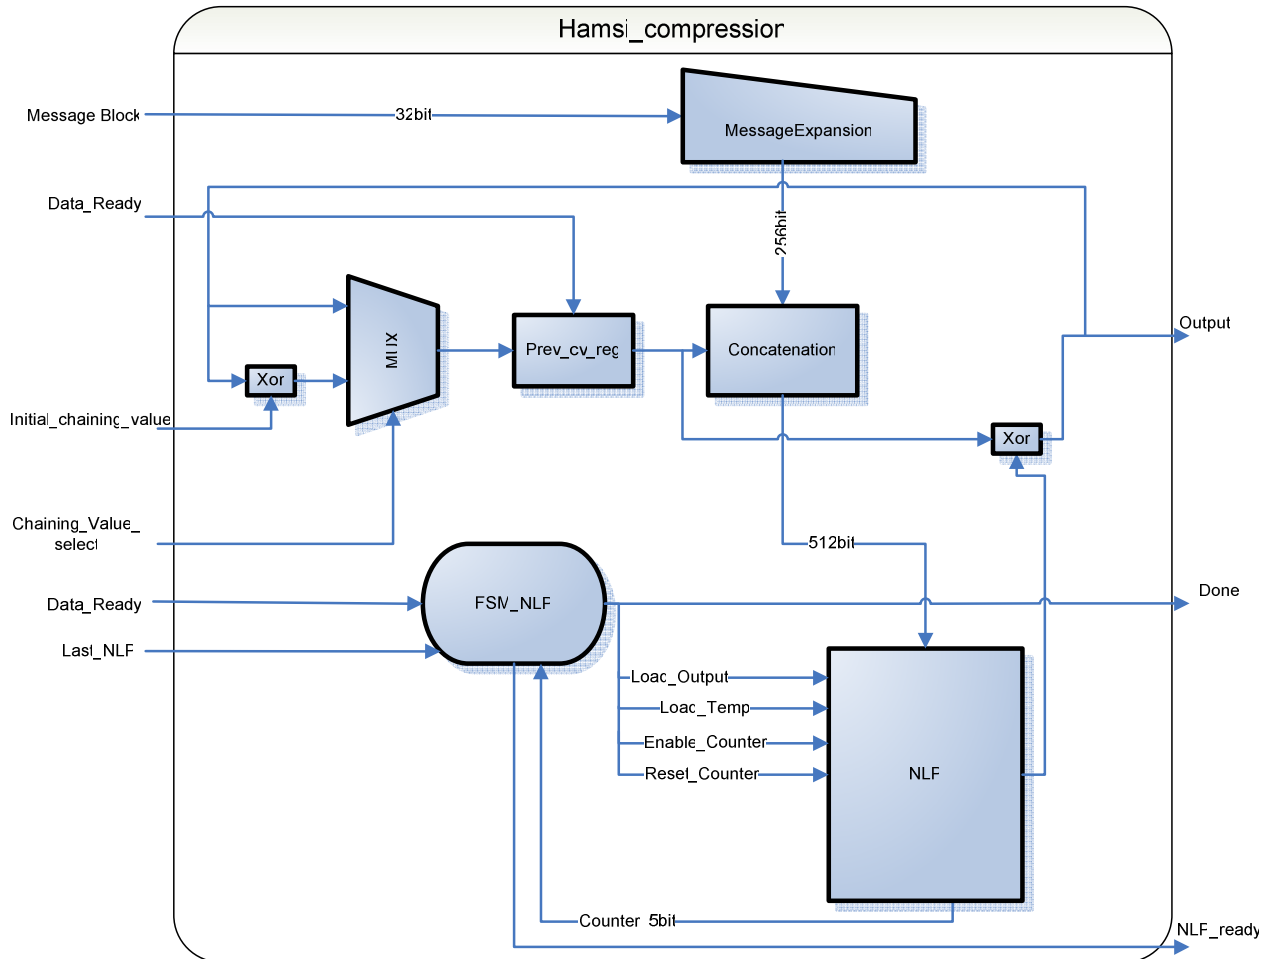 Hamsi_compression
Message Block
32bit
MessageExpansion
Data_Ready
256bit
MUX
Prev_cv_reg
Concatenation
Output
Xor
Initial_chaining_value
Xor
Chaining_Value_
select
512bit
FSM_NLF
Data_Ready
Done
Last_NLF
Load_Output
Load_Temp
Enable_Counter
Reset_Counter
NLF
Counter 5bit
NLF_ready